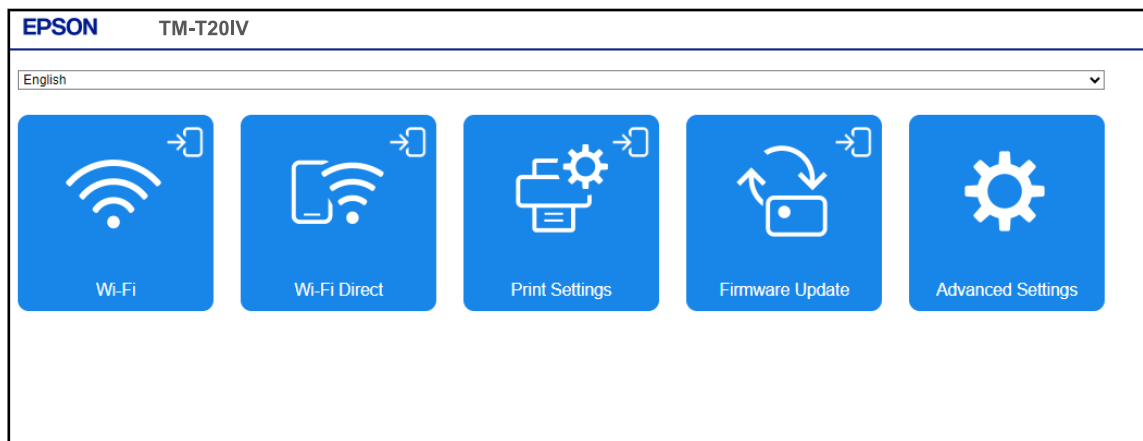 EPSON TM-T20IV
English
Wi-Fi Wi-Fi Direct Print Settings Firmware Update Advanced Settings